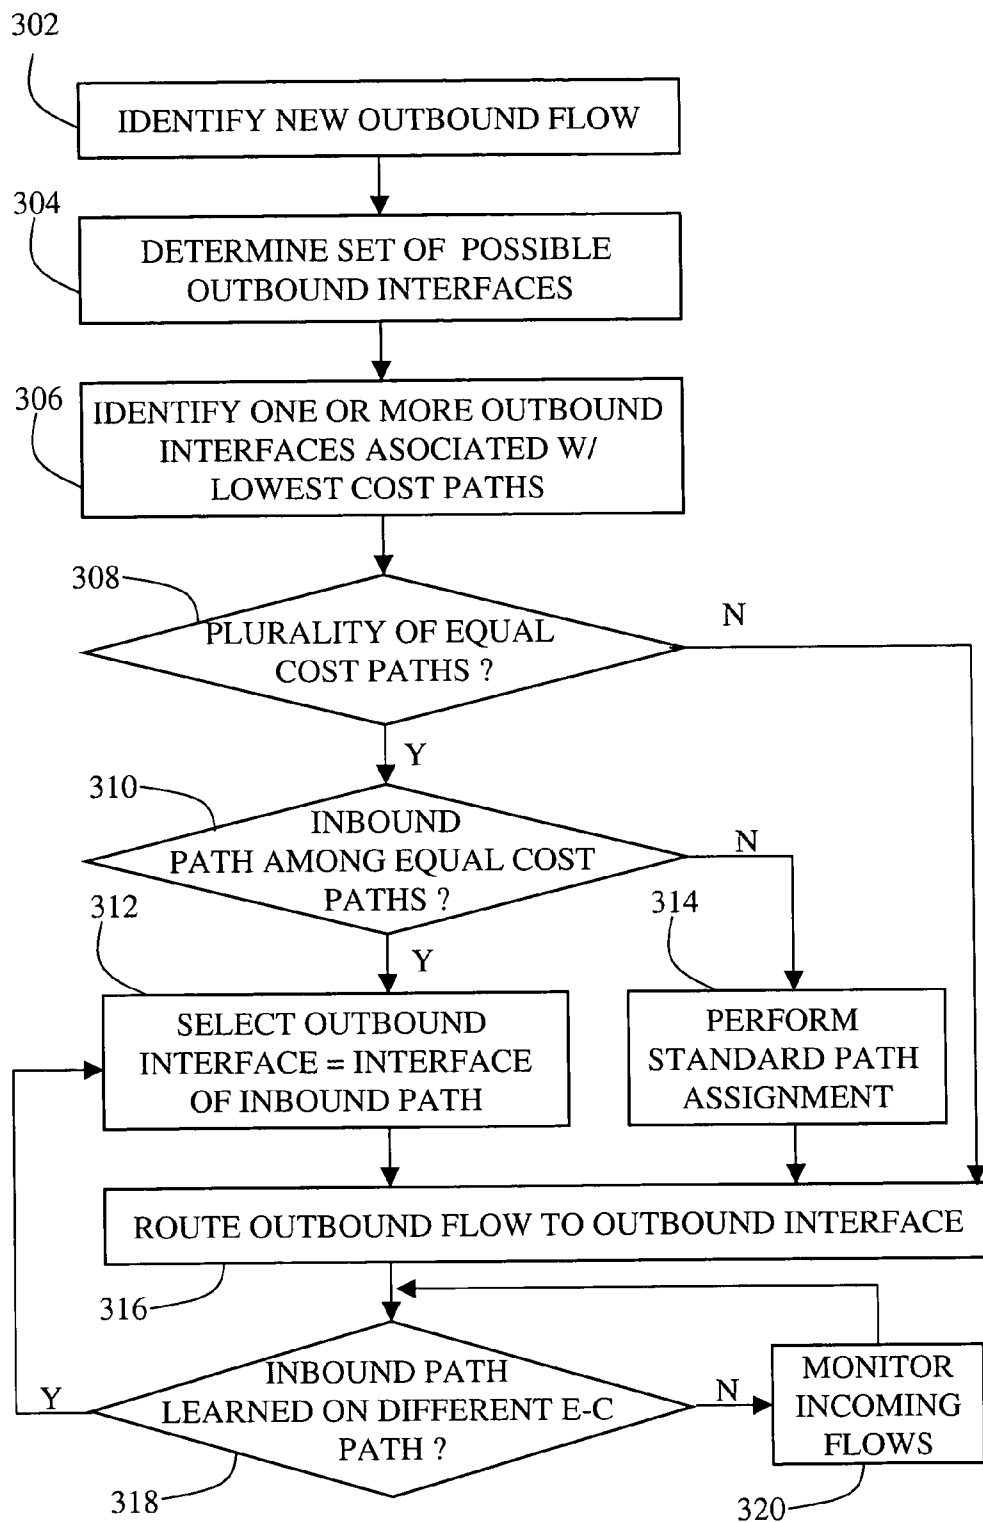 302
IDENTIFY NEW OUTBOUND FLOW
304
DETERMINE SET OF POSSIBLE
OUTBOUND INTERFACES
306
IDENTIFY ONE OR MORE OUTBOUND
INTERFACES ASOCIATED W/
LOWEST COST PATHS
308
PLURALITY OF EQUAL
COST PATHS ?
N
Y
310
INBOUND
PATH AMONG EQUAL COST
PATHS ?
N
Y
312
SELECT OUTBOUND
INTERFACE = INTERFACE
OF INBOUND PATH
314
PERFORM
STANDARD PATH
ASSIGNMENT
ROUTE OUTBOUND FLOW TO OUTBOUND INTERFACE
316
INBOUND PATH
LEARNED ON DIFFERENT E-C
PATH ?
Y
N
318
MONITOR
INCOMING
FLOWS
320